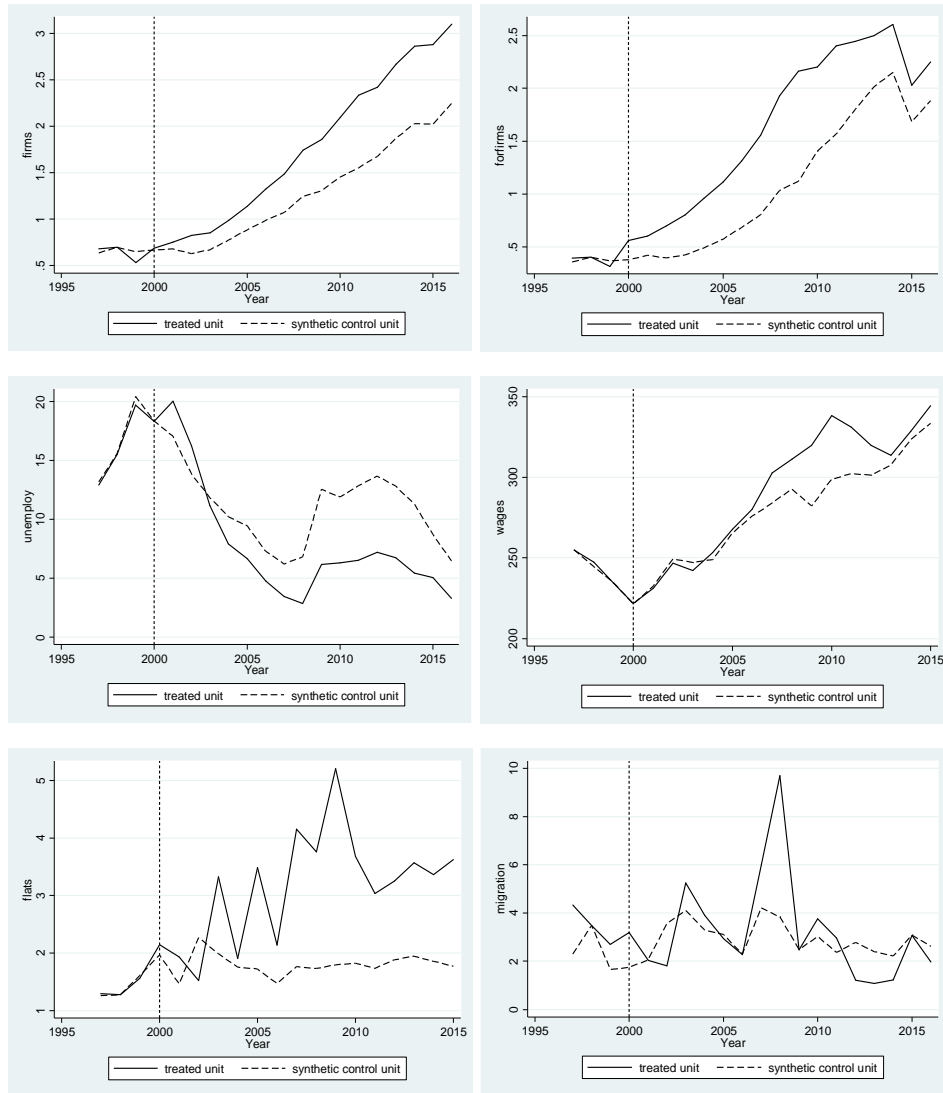 firms
3
2.5
2
1.5
1
.5
1995 2000 2005 2010 2015
Year
treated unit synthetic control unit
forfirms
2.5
2
1.5
1
.5
1995 2000 2005 2010 2015
Year
treated unit synthetic control unit
unemploy
20
15
10
5
0
1995 2000 2005 2010 2015
Year
treated unit synthetic control unit
wages
350
300
250
200
1995 2000 2005 2010 2015
Year
treated unit synthetic control unit
flats
5
4
3
2
1
1995 2000 2005 2010 2015
Year
treated unit synthetic control unit
migration
10
8
6
4
2
0
1995 2000 2005 2010 2015
Year
treated unit synthetic control unit